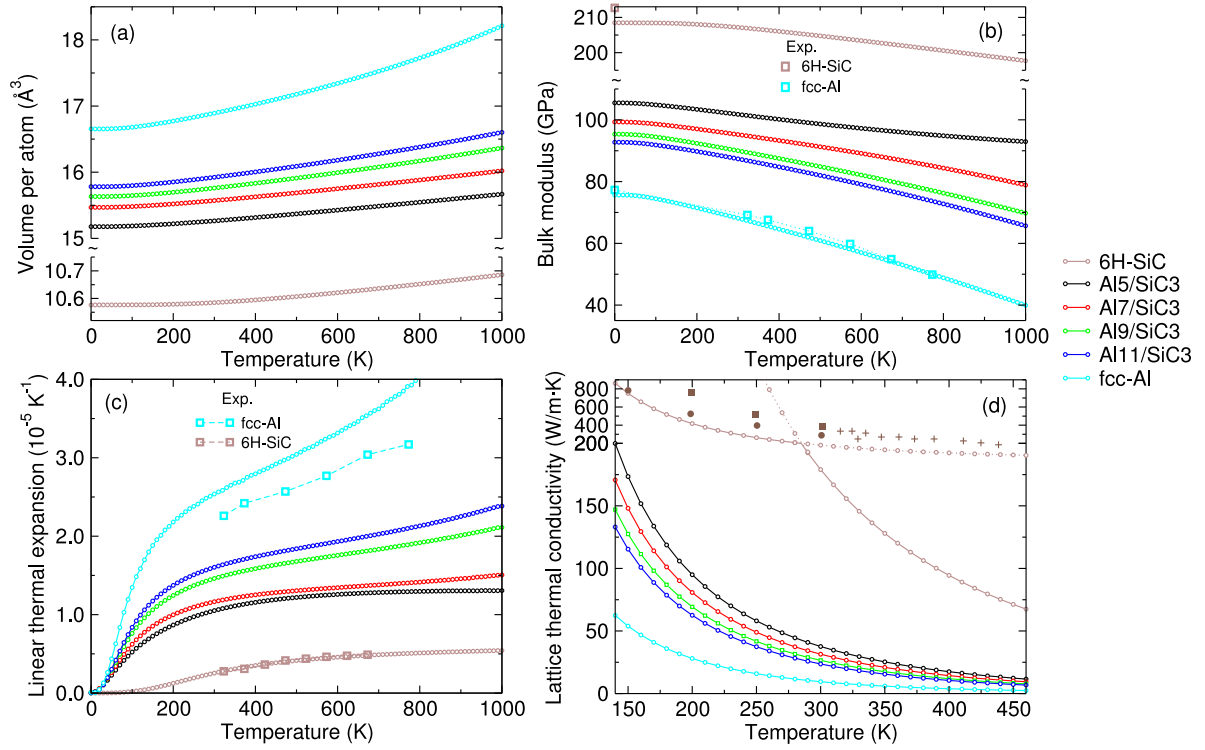 (a)
Volume per atom (Å3)
18
17
16
15
~
~
10.7
10.6
0
200
400
600
800
1000
Temperature (K)
(b)
Bulk modulus (GPa)
210
200
~
~
100
80
60
40
Exp.
6H-SiC
fcc-Al
0
200
400
600
800
1000
Temperature (K)
6H-SiC
Al5/SiC3
Al7/SiC3
Al9/SiC3
Al11/SiC3
fcc-Al
(c)
Linear thermal expansion (10-5 K-1)
4.0
3.0
2.0
1.0
0.0
Exp.
fcc-Al
6H-SiC
0
200
400
600
800
1000
Temperature (K)
(d)
Lattice thermal conductivity (W/m·K)
800
600
400
200
150
100
50
0
150
200
250
300
350
400
450
Temperature (K)